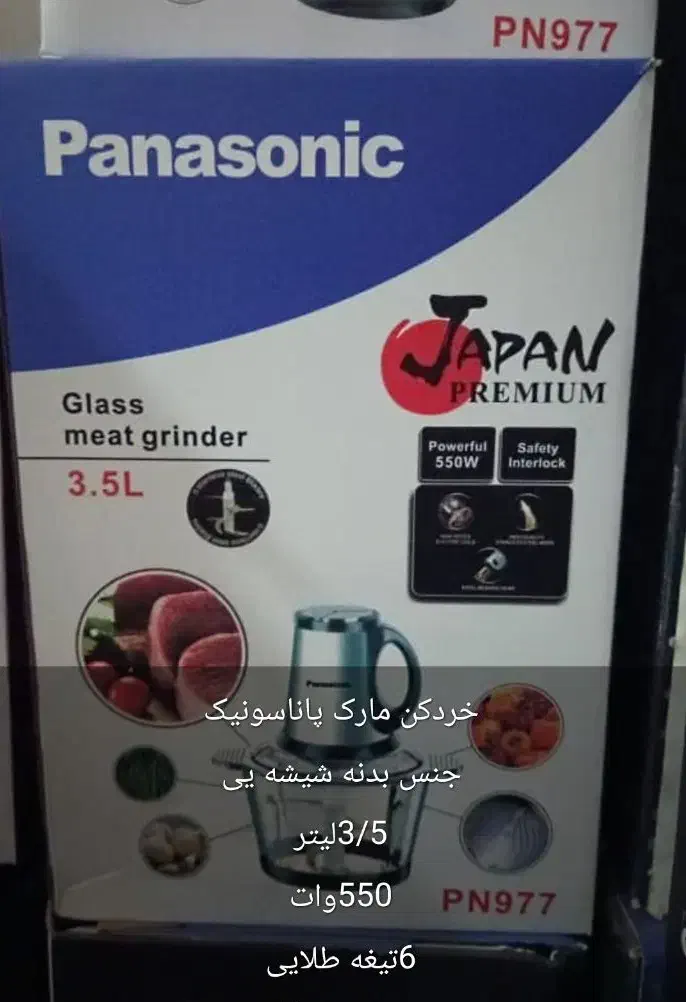 PN977
Panasonic
JAPAN
PREMIUM
Glass
meat grinder
3.5L
Powerful
550W
Safety
Interlock
Panasonic
خردکن مارک پاناسونیک
جنس بدنه شیشه یی
3/5لیتر
550وات
PN977
6تیغه طلایی